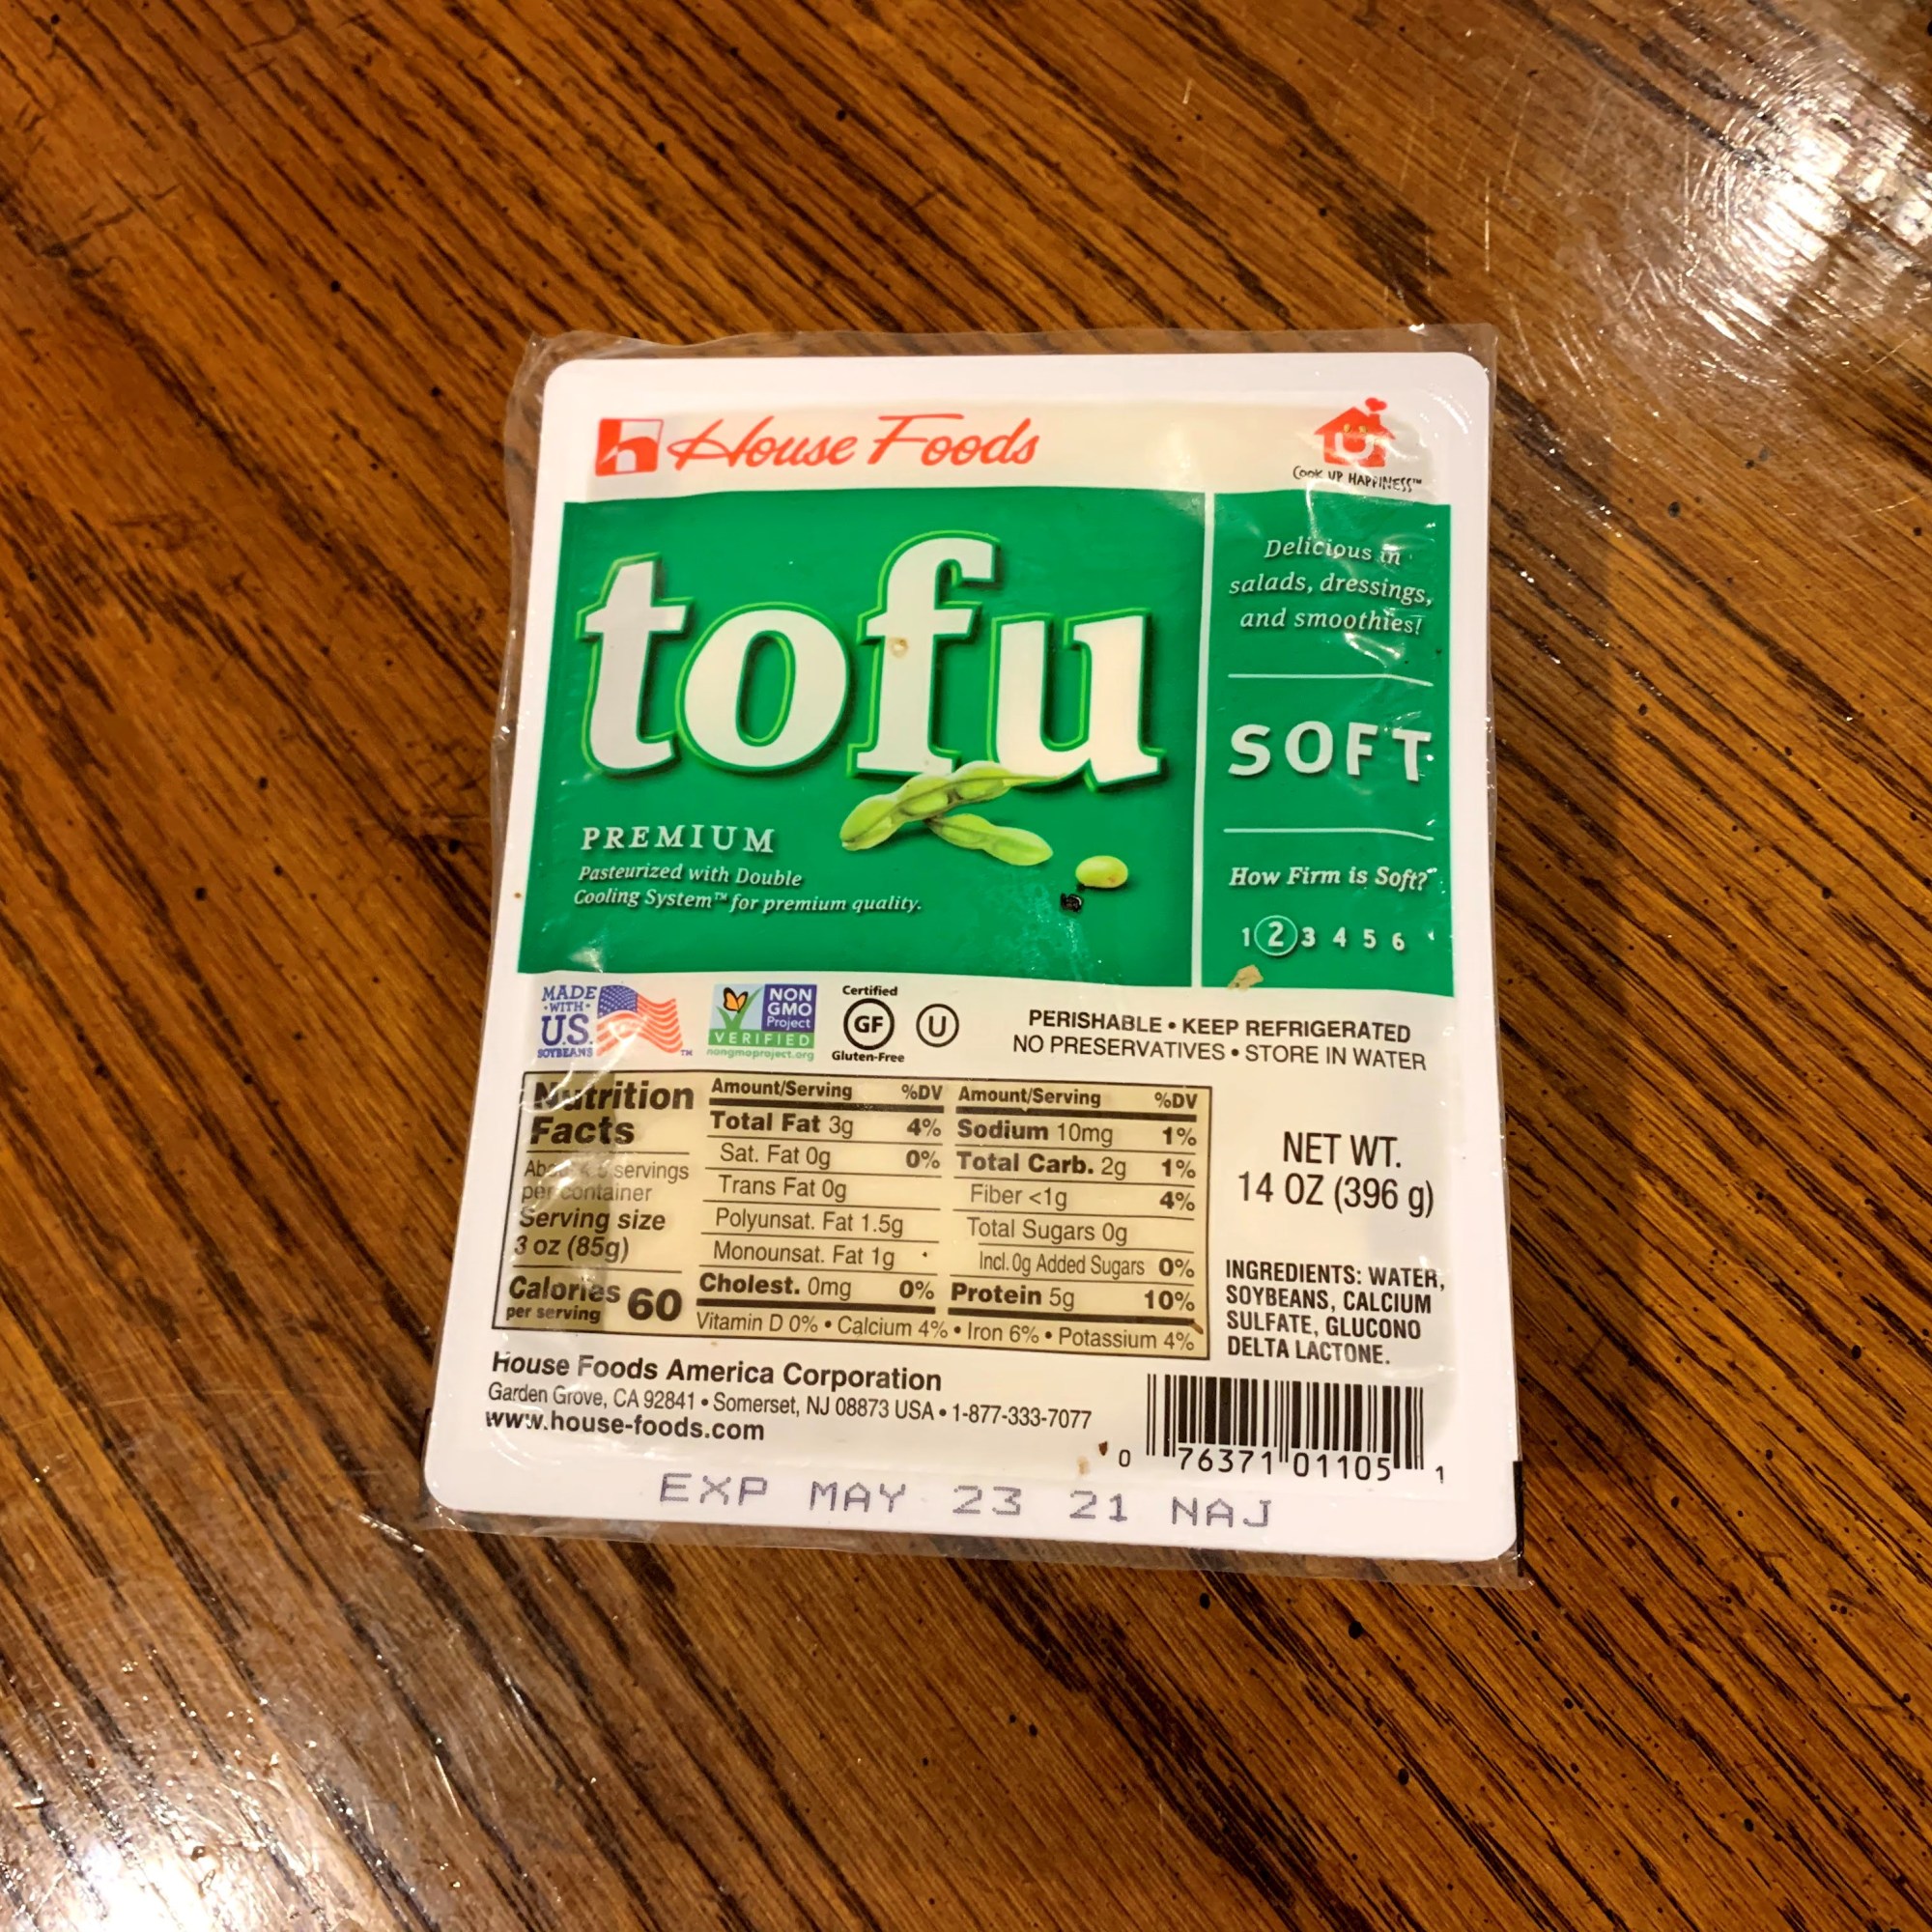 House Foods
COOK UP HAPPINESS™
tofu
PREMIUM
Pasteurized with Double
Cooling System™ for premium quality.
Delicious in
salads, dressings,
and smoothies!
SOFT
How Firm is Soft?
1 2 3 4 5 6
MADE
•WITH•
U.S.
SOYBEANS
TM
NON
GMO
Project
VERIFIED
nongmoproject.org
Certified
GF
Gluten-Free
U
PERISHABLE • KEEP REFRIGERATED
NO PRESERVATIVES • STORE IN WATER
Nutrition
Facts
servings
per container
Serving size
3 oz (85g)
Calories 60
per serving
Amount/Serving %DV
Total Fat 3g 4%
Sat. Fat 0g 0%
Trans Fat 0g
Polyunsat. Fat 1.5g
Monounsat. Fat 1g
Cholest. 0mg 0%
Amount/Serving %DV
Sodium 10mg 1%
Total Carb. 2g 1%
Fiber <1g 4%
Total Sugars 0g
Incl. 0g Added Sugars 0%
Protein 5g 10%
Vitamin D 0% • Calcium 4% • Iron 6% • Potassium 4%
NET WT.
14 OZ (396 g)
INGREDIENTS: WATER,
SOYBEANS, CALCIUM
SULFATE, GLUCONO
DELTA LACTONE.
House Foods America Corporation
Garden Grove, CA 92841 • Somerset, NJ 08873 USA • 1-877-333-7077
www.house-foods.com
0 76371 01105 1
EXP MAY 23 21 NAJ